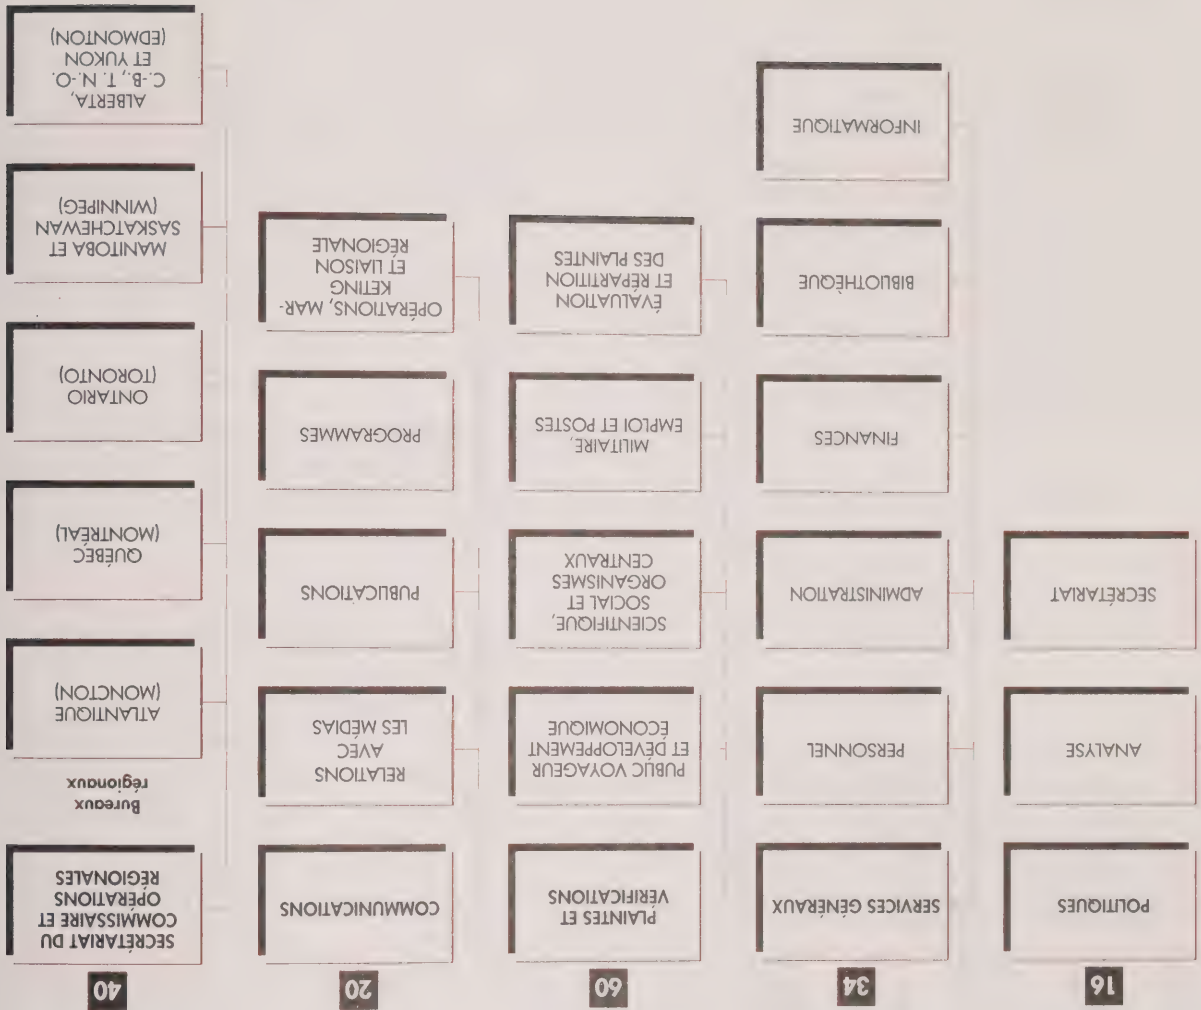 16
POLITIQUES
ANALYSE
SECRÉTARIAT
34
SERVICES GÉNÉRAUX
PERSONNEL
ADMINISTRATION
FINANCES
BIBLIOTHÈQUE
INFORMATIQUE
60
PLAINTES ET
VÉRIFICATIONS
PUBLIC VOYAGEUR
ET DÉVELOPPEMENT
ÉCONOMIQUE
SCIENTIFIQUE,
SOCIAL ET
ORGANISMES
CENTRAUX
MILITAIRE,
EMPLOI ET POSTES
ÉVALUATION
ET RÉPARTITION
DES PLAINTES
20
COMMUNICATIONS
RELATIONS
AVEC
LES MÉDIAS
PUBLICATIONS
PROGRAMMES
OPÉRATIONS, MAR-
KETING
ET LIAISON
RÉGIONALE
40
SECRÉTARIAT DU
COMMISSAIRE ET
OPÉRATIONS
RÉGIONALES
Bureaux
régionaux
ATLANTIQUE
(MONCTON)
QUÉBEC
(MONTRÉAL)
ONTARIO
(TORONTO)
MANITOBA ET
SASKATCHEWAN
(WINNIPEG)
ALBERTA,
C.-B., T. N.-O.
ET YUKON
(EDMONTON)